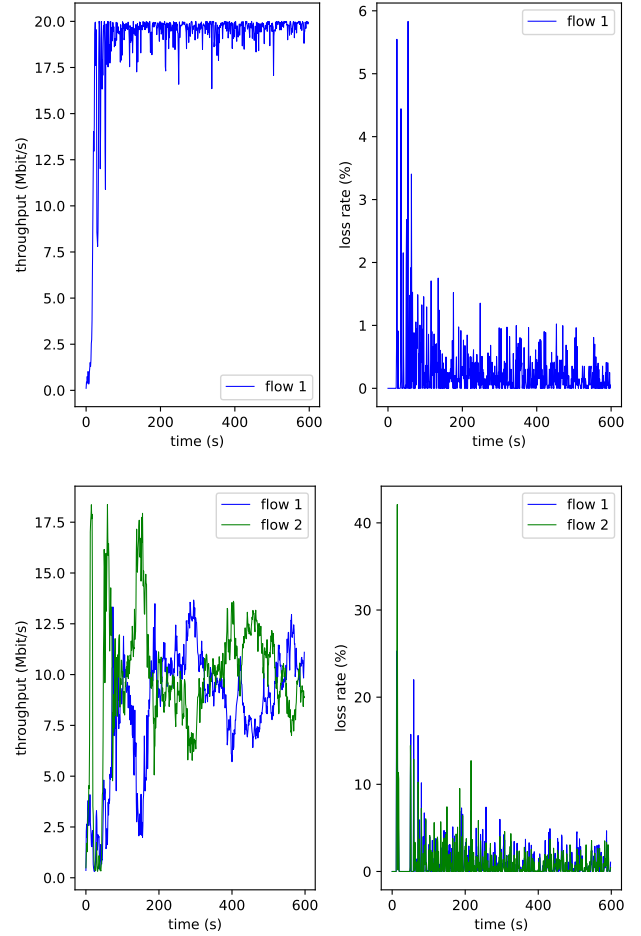 20.0
17.5
15.0
12.5
10.0
7.5
5.0
2.5
0.0
throughput (Mbit/s)
0 200 400 600
time (s)
flow 1
6
5
4
3
2
1
0
loss rate (%)
0 200 400 600
time (s)
flow 1
17.5
15.0
12.5
10.0
7.5
5.0
2.5
0.0
throughput (Mbit/s)
0 200 400 600
time (s)
flow 1
flow 2
40
30
20
10
0
loss rate (%)
0 200 400 600
time (s)
flow 1
flow 2